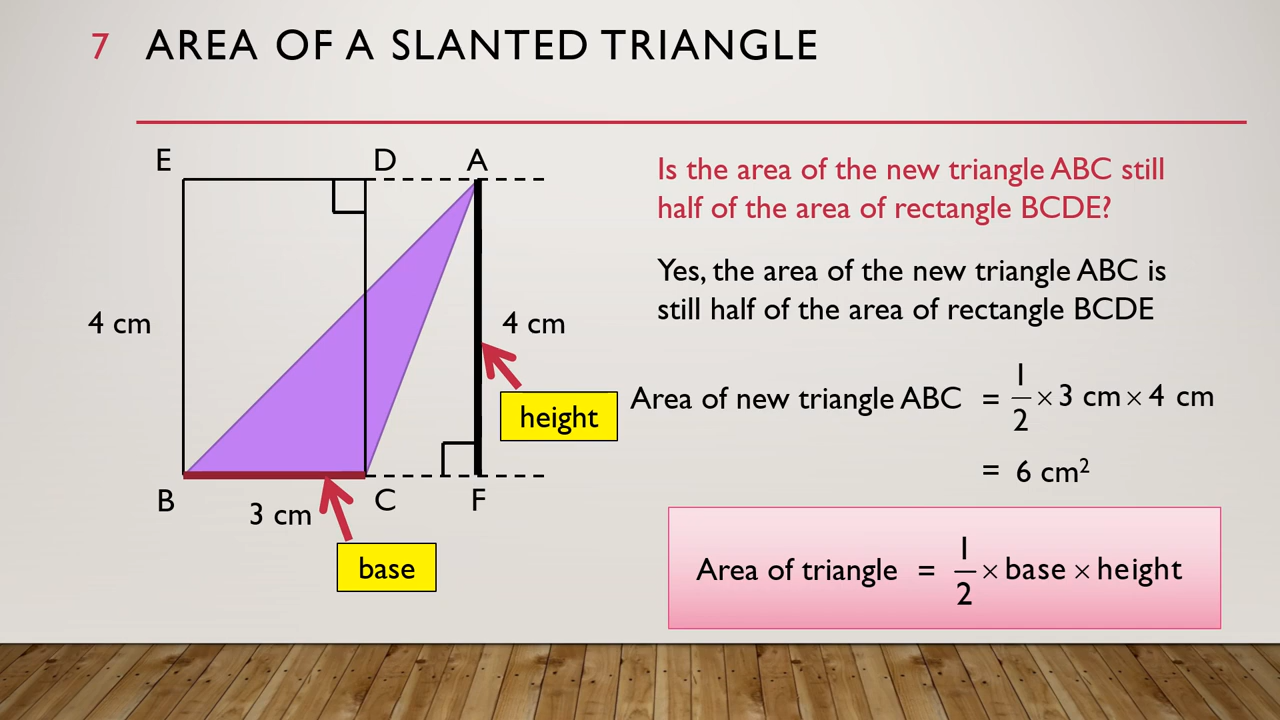 7 AREA OF A SLANTED TRIANGLE
E D A
4 cm
4 cm
height
B C F
3 cm
base
Is the area of the new triangle ABC still
half of the area of rectangle BCDE?
Yes, the area of the new triangle ABC is
still half of the area of rectangle BCDE
Area of new triangle ABC = 1/2 × 3 cm × 4 cm
= 6 cm²
Area of triangle = 1/2 × base × height